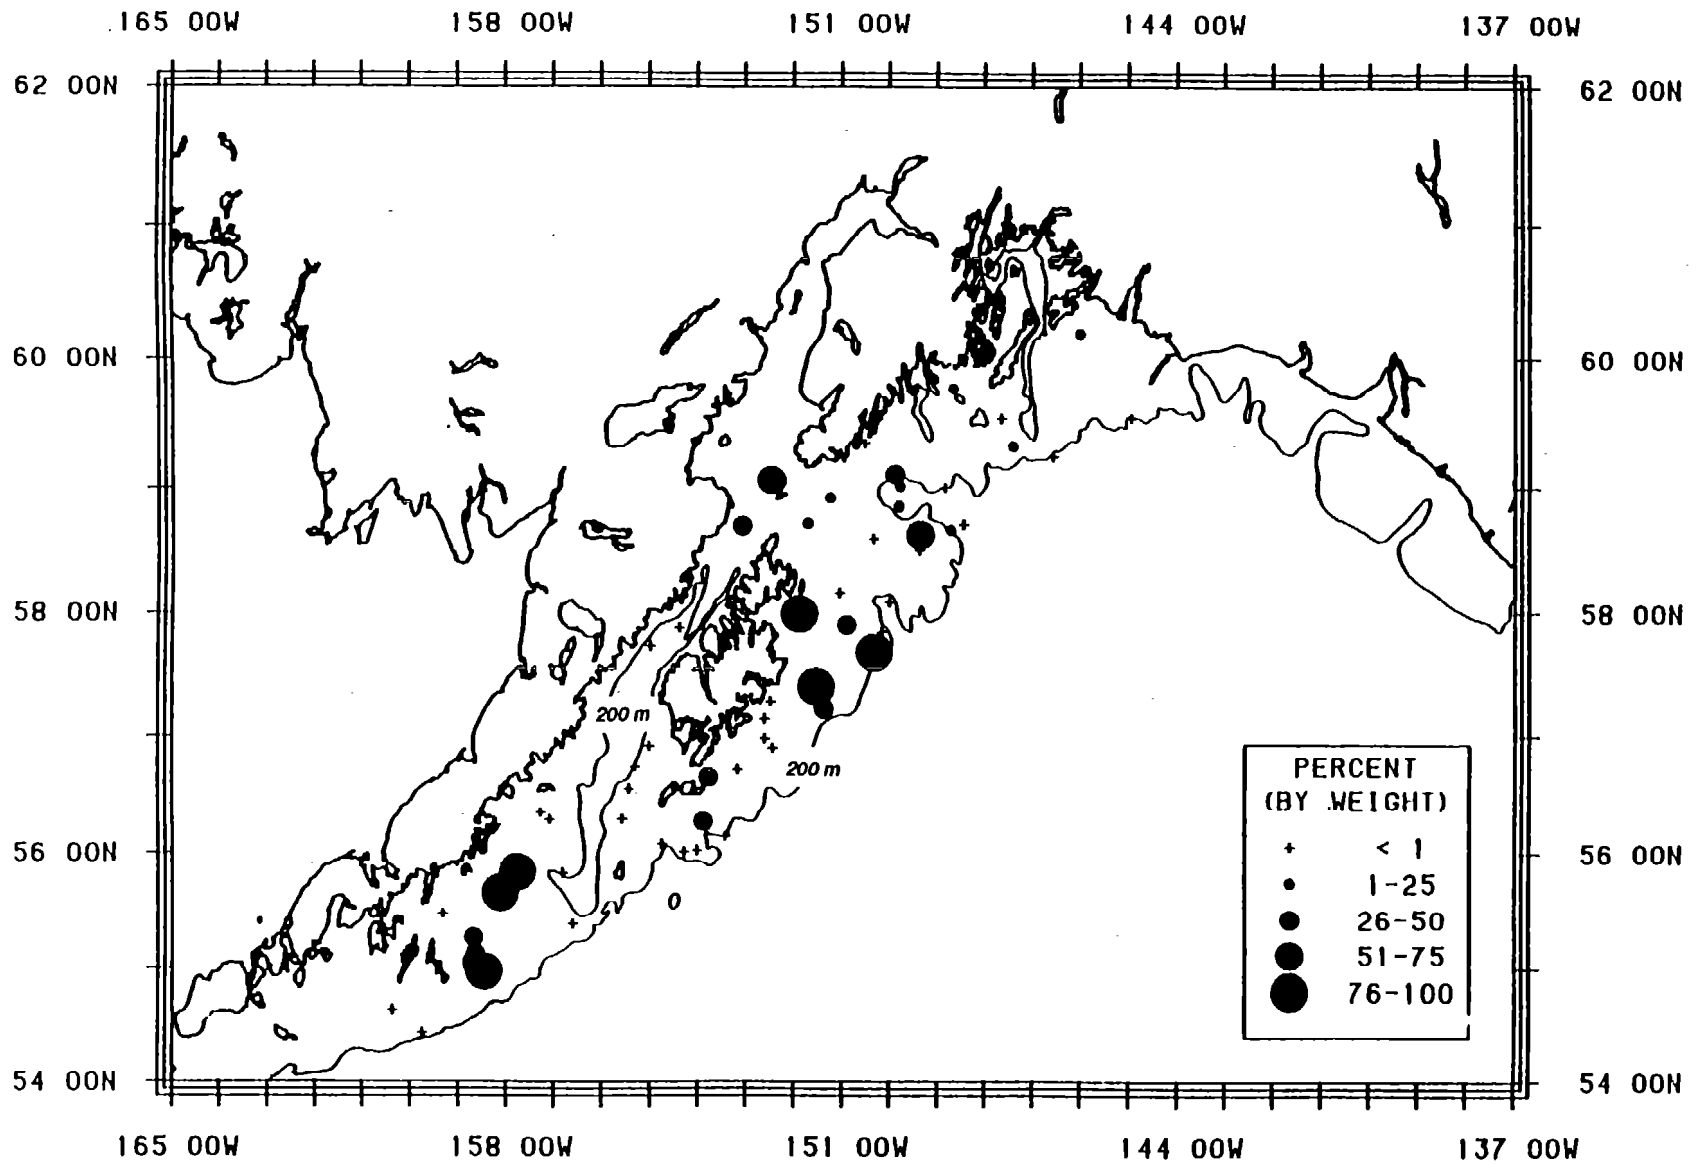 165 00W 158 00W 151 00W 144 00W 137 00W
62 00N 62 00N
60 00N 60 00N
58 00N 58 00N
200 m
200 m
PERCENT
(BY WEIGHT)
+ < 1
1-25
26-50
51-75
76-100
56 00N 56 00N
54 00N 54 00N
165 00W 158 00W 151 00W 144 00W 137 00W